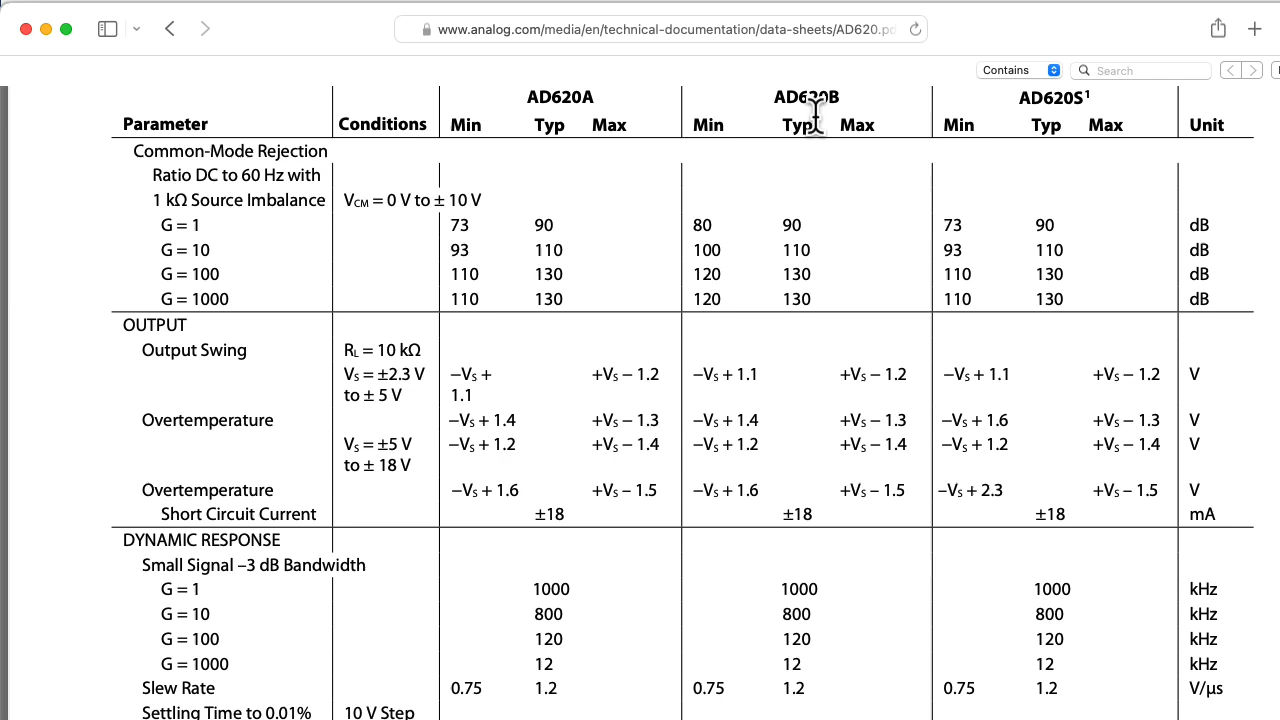 www.analog.com/media/en/technical-documentation/data-sheets/AD620.pd
Contains Search
AD620A AD620B AD620S¹
Parameter Conditions Min Typ Max Min Typ Max Min Typ Max Unit
Common-Mode Rejection
Ratio DC to 60 Hz with
1 kΩ Source Imbalance VCM = 0 V to ± 10 V
G = 1 73 90 80 90 73 90 dB
G = 10 93 110 100 110 93 110 dB
G = 100 110 130 120 130 110 130 dB
G = 1000 110 130 120 130 110 130 dB
OUTPUT
Output Swing RL = 10 kΩ
VS = ±2.3 V −VS + +VS − 1.2 −VS + 1.1 +VS − 1.2 −VS + 1.1 +VS − 1.2 V
to ± 5 V 1.1
Overtemperature −VS + 1.4 +VS − 1.3 −VS + 1.4 +VS − 1.3 −VS + 1.6 +VS − 1.3 V
VS = ±5 V −VS + 1.2 +VS − 1.4 −VS + 1.2 +VS − 1.4 −VS + 1.2 +VS − 1.4 V
to ± 18 V
Overtemperature −VS + 1.6 +VS − 1.5 −VS + 1.6 +VS − 1.5 −VS + 2.3 +VS − 1.5 V
Short Circuit Current ±18 ±18 ±18 mA
DYNAMIC RESPONSE
Small Signal −3 dB Bandwidth
G = 1 1000 1000 1000 kHz
G = 10 800 800 800 kHz
G = 100 120 120 120 kHz
G = 1000 12 12 12 kHz
Slew Rate 0.75 1.2 0.75 1.2 0.75 1.2 V/µs
Settling Time to 0.01% 10 V Step